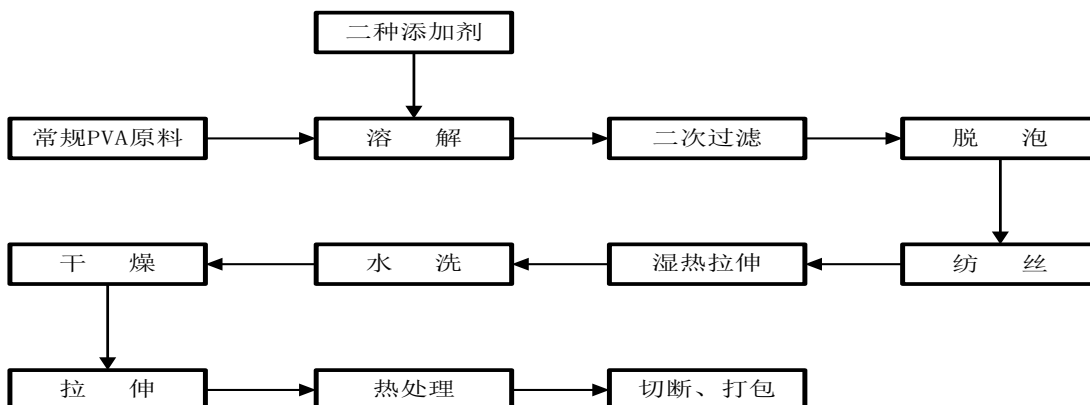 二种添加剂
常规PVA原料
溶 解
二次过滤
脱 泡
纺 丝
湿热拉伸
水 洗
干 燥
拉 伸
热处理
切断、打包